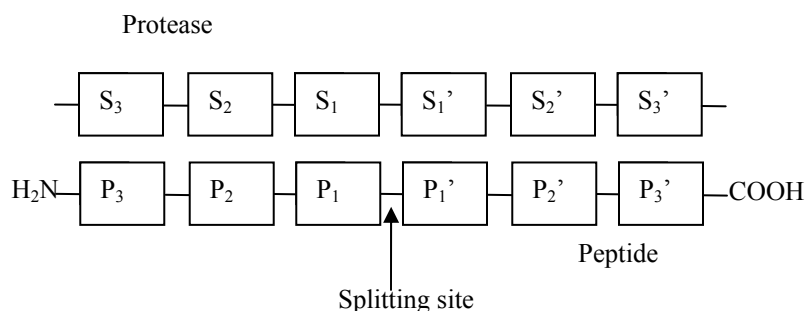 Protease
S₃ S₂ S₁ S₁’ S₂’ S₃’
H₂N P₃ P₂ P₁ P₁’ P₂’ P₃’ COOH
Peptide
Splitting site